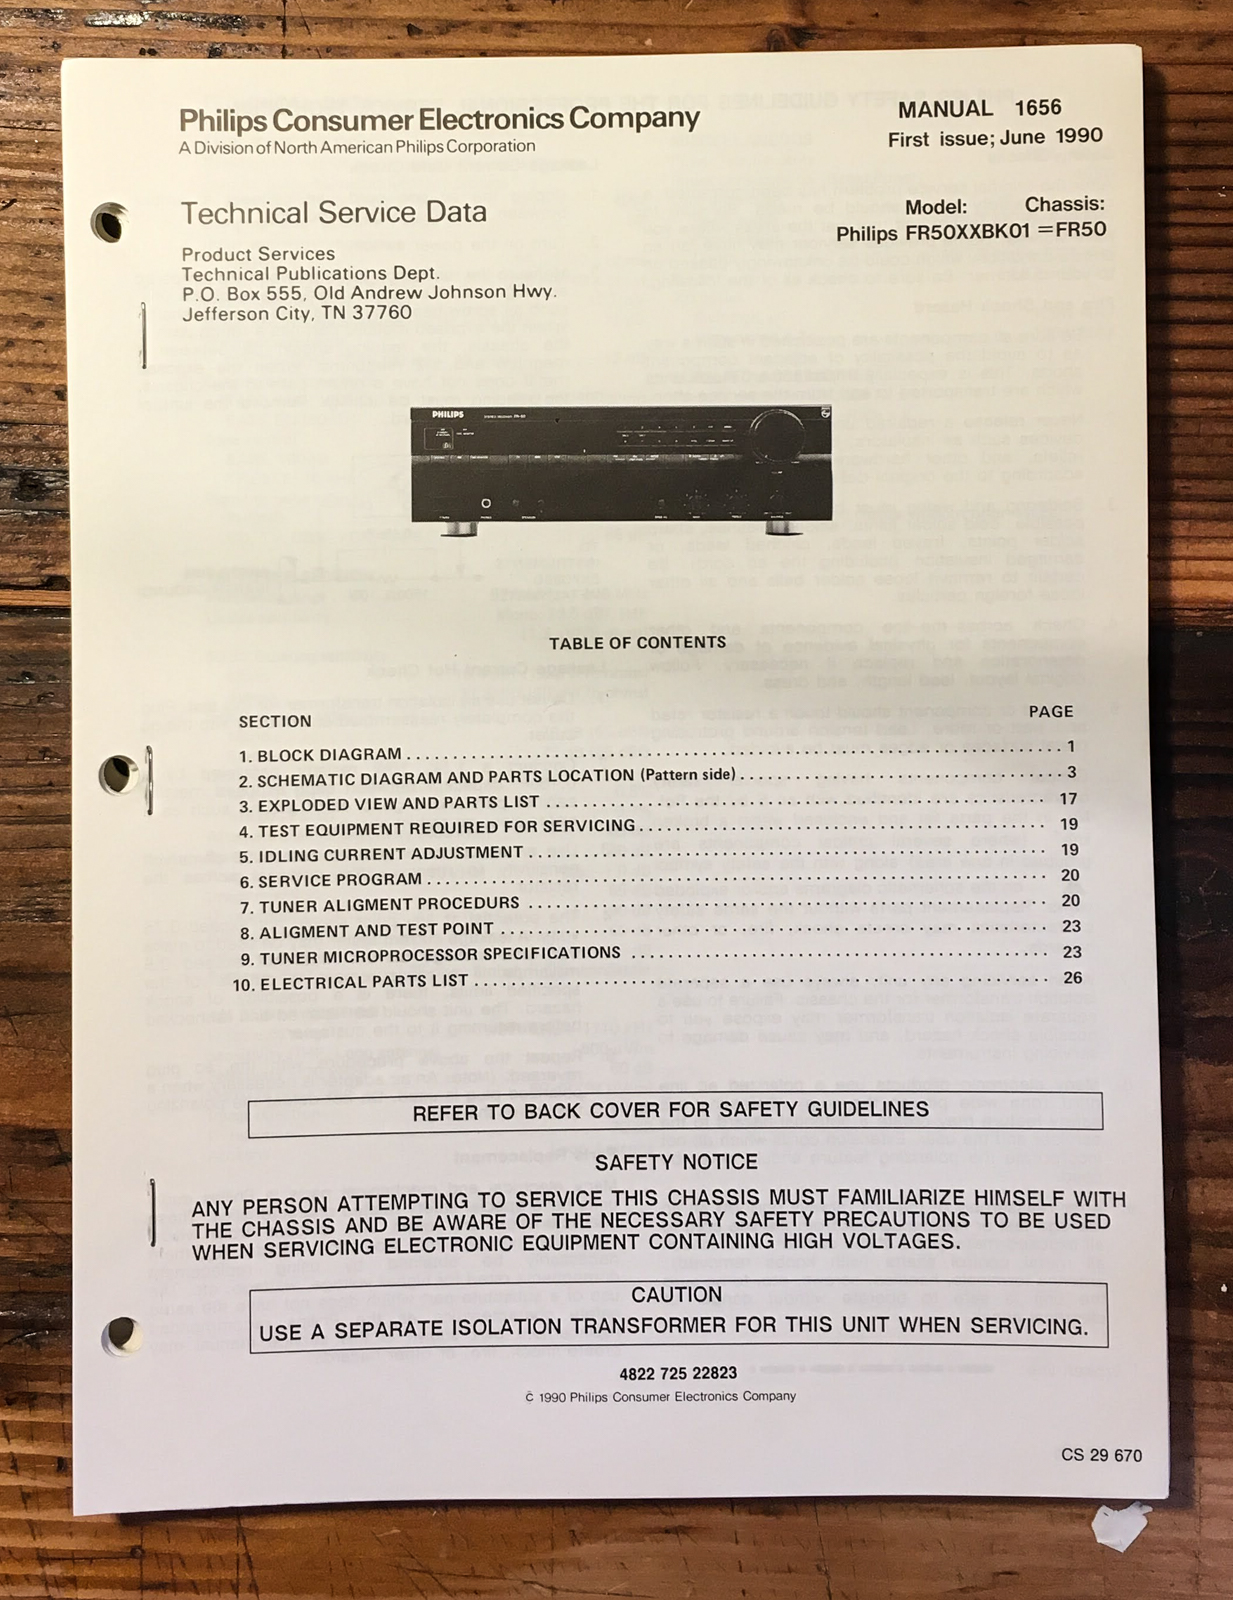 Philips Consumer Electronics Company
A Division of North American Philips Corporation
MANUAL 1656
First issue; June 1990
Technical Service Data
Product Services
Technical Publications Dept.
P.O. Box 555, Old Andrew Johnson Hwy.
Jefferson City, TN 37760
Model: Chassis:
Philips FR50XXBK01 =FR50
PHILIPS
TABLE OF CONTENTS
SECTION PAGE
1. BLOCK DIAGRAM 1
2. SCHEMATIC DIAGRAM AND PARTS LOCATION (Pattern side) 3
3. EXPLODED VIEW AND PARTS LIST 17
4. TEST EQUIPMENT REQUIRED FOR SERVICING 19
5. IDLING CURRENT ADJUSTMENT 19
6. SERVICE PROGRAM 20
7. TUNER ALIGMENT PROCEDURS 20
8. ALIGMENT AND TEST POINT 23
9. TUNER MICROPROCESSOR SPECIFICATIONS 23
10. ELECTRICAL PARTS LIST 26
REFER TO BACK COVER FOR SAFETY GUIDELINES
SAFETY NOTICE
ANY PERSON ATTEMPTING TO SERVICE THIS CHASSIS MUST FAMILIARIZE HIMSELF WITH
THE CHASSIS AND BE AWARE OF THE NECESSARY SAFETY PRECAUTIONS TO BE USED
WHEN SERVICING ELECTRONIC EQUIPMENT CONTAINING HIGH VOLTAGES.
CAUTION
USE A SEPARATE ISOLATION TRANSFORMER FOR THIS UNIT WHEN SERVICING.
4822 725 22823
© 1990 Philips Consumer Electronics Company
CS 29 670